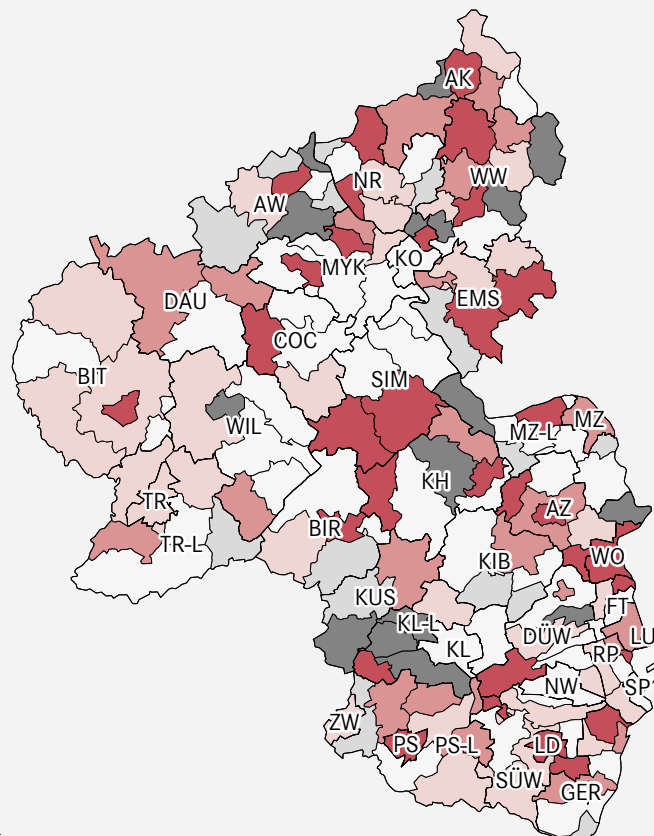 AK
NR
WW
AW
MYK
KO
DAU
EMS
COC
BIT
SIM
WIL
MZ
MZ-L
KH
TR
AZ
BIR
TR-L
WO
KIB
KUS
FT
KL-L
DÜW
LU
KL
RP
NW
SP
ZW
PS
PS-L
LD
SÜW
GER